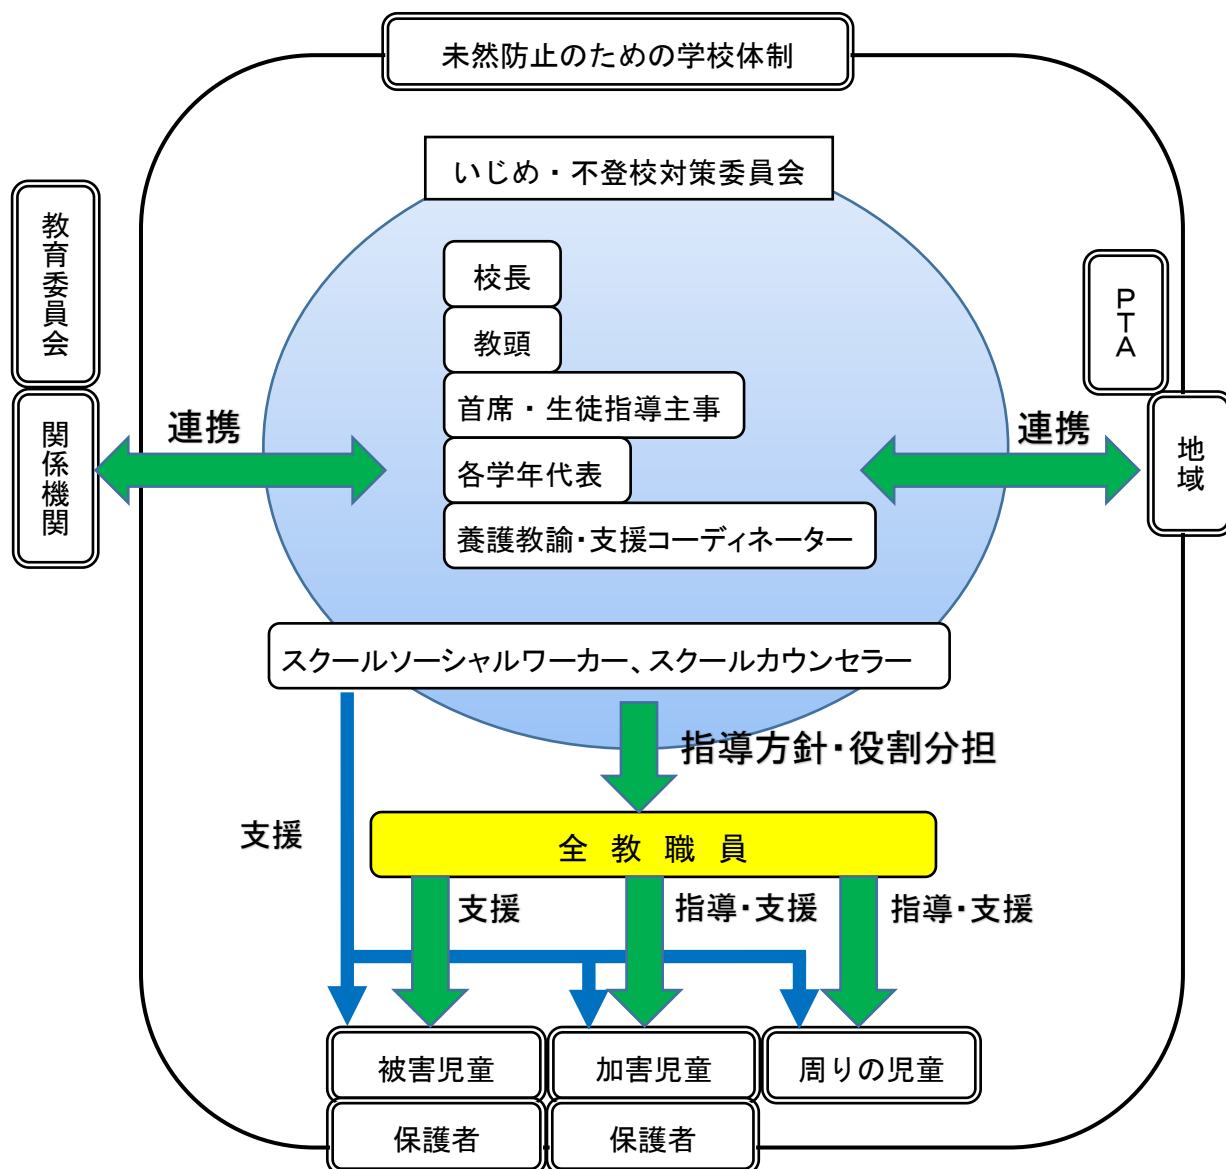 未然防止のための学校体制
いじめ・不登校対策委員会
教育委員会
関係機関
連携
校長
教頭
首席・生徒指導主事
各学年代表
養護教諭・支援コーディネーター
連携
PTA
地域
スクールソーシャルワーカー、スクールカウンセラー
指導方針・役割分担
支援
全教職員
支援
指導・支援
指導・支援
被害児童
加害児童
周りの児童
保護者
保護者